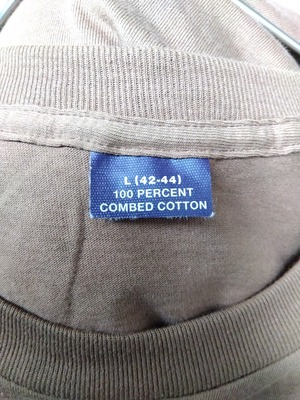 L (42-44)
100 PERCENT
COMBED COTTON